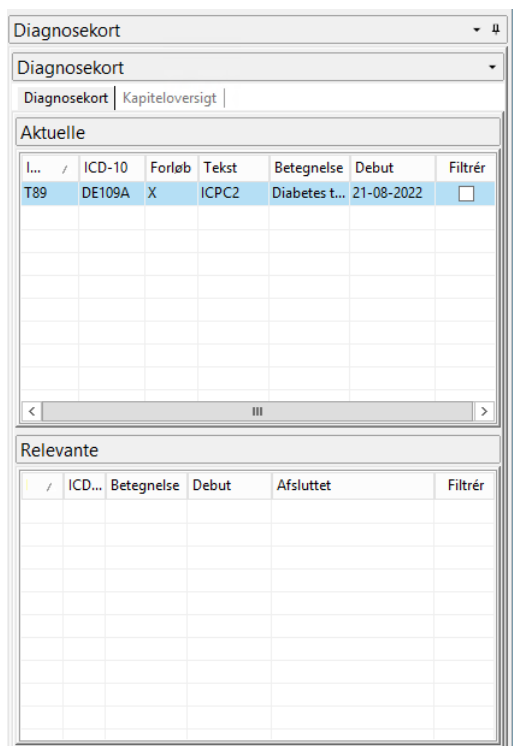 Diagnosekort
Diagnosekort
Diagnosekort Kapiteloversigt
Aktuelle
I... ICD-10 Forløb Tekst Betegnelse Debut Filtrér
T89 DE109A X ICPC2 Diabetes t... 21-08-2022
Relevante
ICD... Betegnelse Debut Afsluttet Filtrér